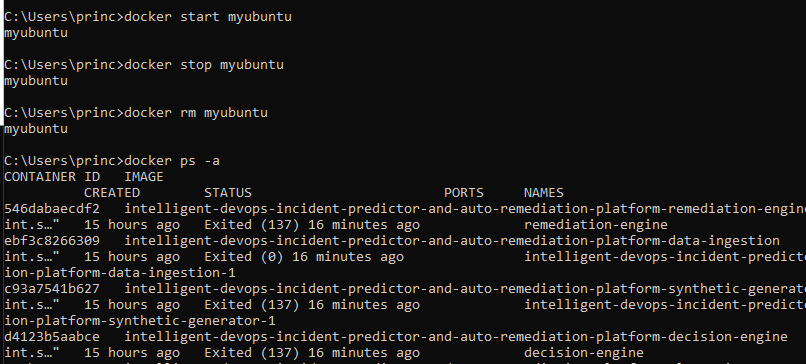 C:\Users\princ>docker start myubuntu
myubuntu
C:\Users\princ>docker stop myubuntu
myubuntu
C:\Users\princ>docker rm myubuntu
myubuntu
C:\Users\princ>docker ps -a
CONTAINER ID   IMAGE
CREATED        STATUS                        PORTS     NAMES
546dabaecdf2   intelligent-devops-incident-predictor-and-auto-remediation-platform-remediation-engin
int.s…"   15 hours ago   Exited (137) 16 minutes ago             remediation-engine
ebf3c8266309   intelligent-devops-incident-predictor-and-auto-remediation-platform-data-ingestion
int.s…"   15 hours ago   Exited (0) 16 minutes ago               intelligent-devops-incident-predicto
ion-platform-data-ingestion-1
c93a7541b627   intelligent-devops-incident-predictor-and-auto-remediation-platform-synthetic-generator
int.s…"   15 hours ago   Exited (137) 16 minutes ago             intelligent-devops-incident-predicto
ion-platform-synthetic-generator-1
d4123b5aabce   intelligent-devops-incident-predictor-and-auto-remediation-platform-decision-engine
int.s…"   15 hours ago   Exited (137) 16 minutes ago             decision-engine